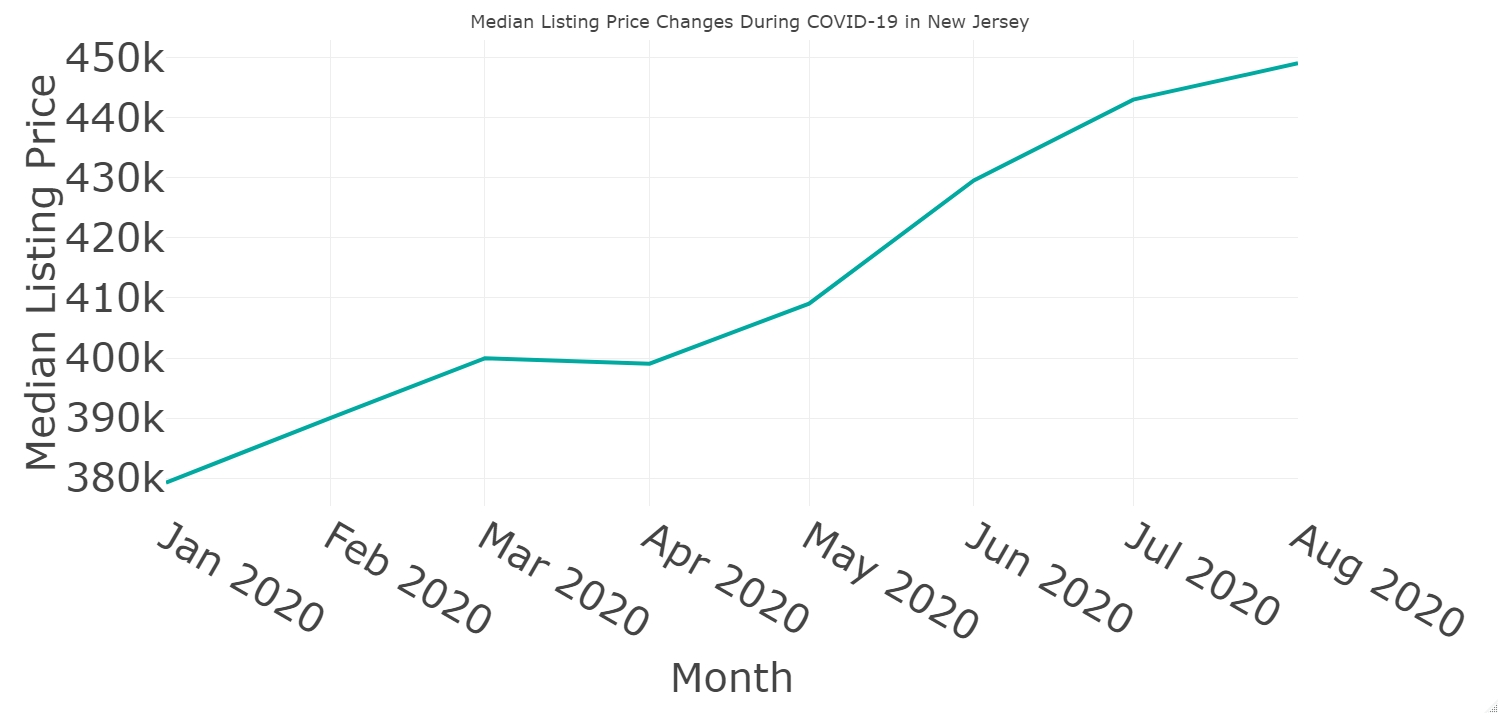 Median Listing Price Changes During COVID-19 in New Jersey
Median Listing Price
450k
440k
430k
420k
410k
400k
390k
380k
Jan 2020
Feb 2020
Mar 2020
Apr 2020
May 2020
Jun 2020
Jul 2020
Aug 2020
Month